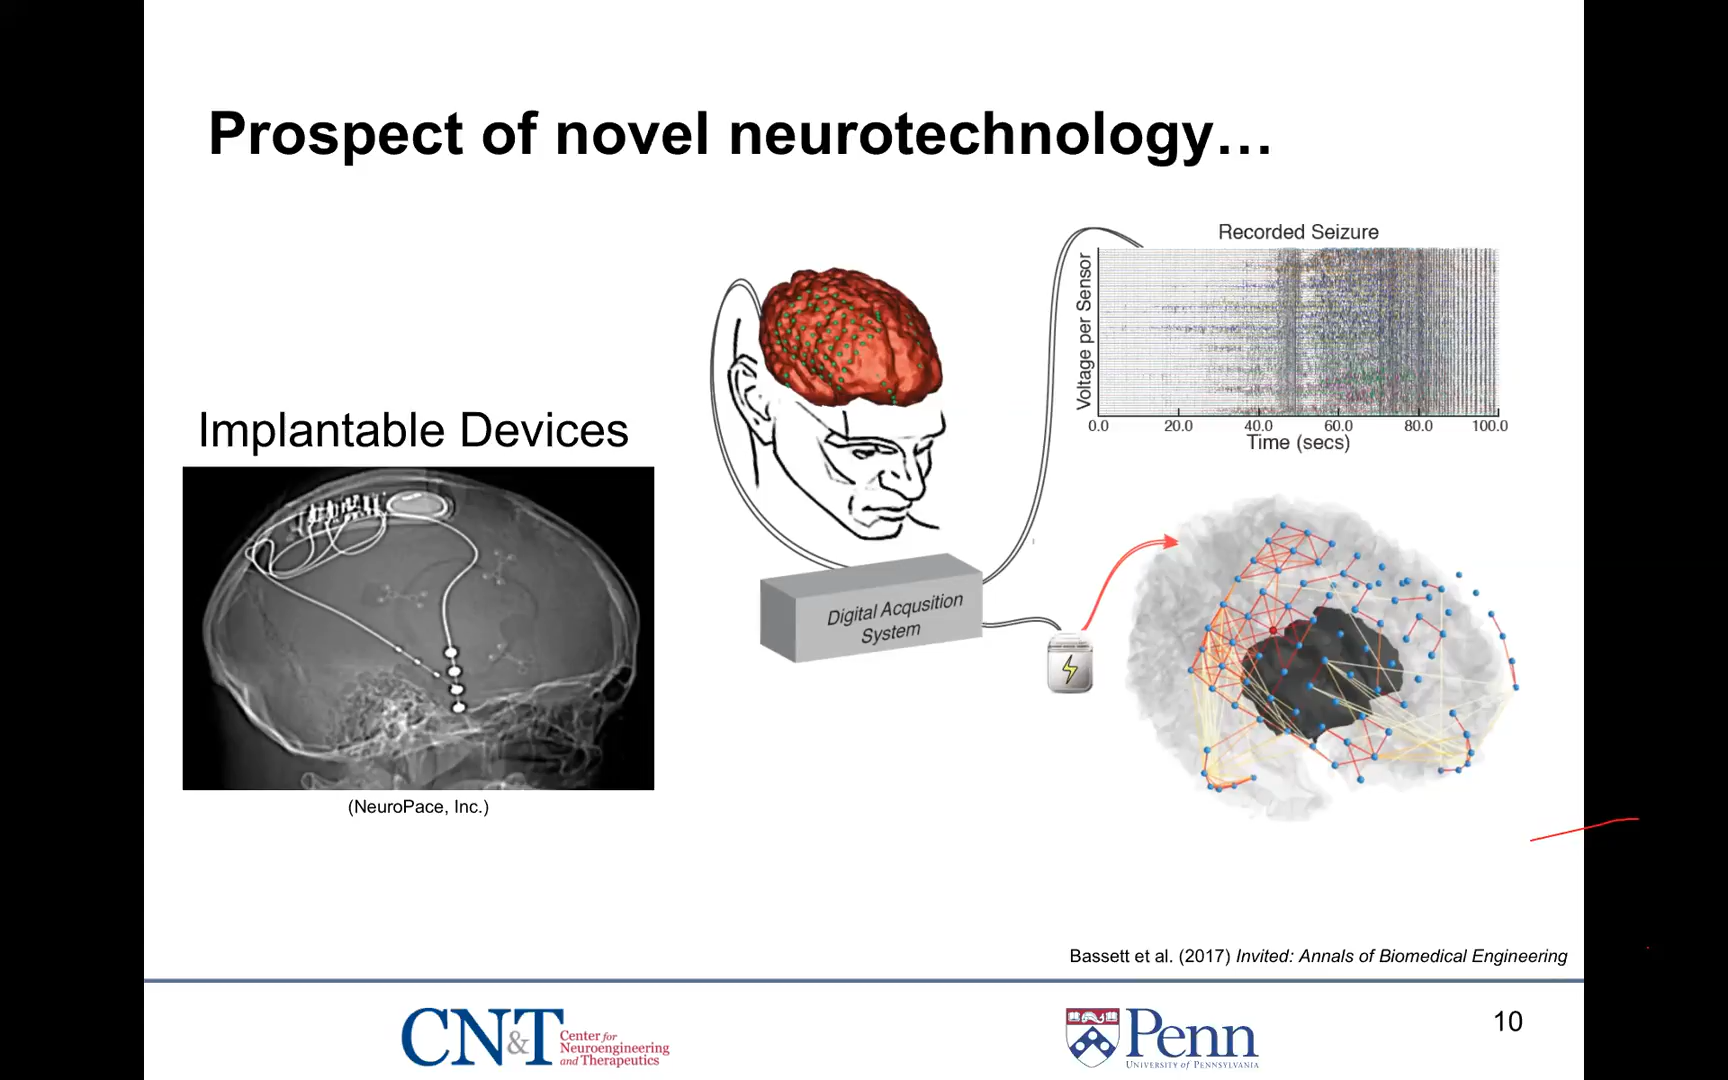 Prospect of novel neurotechnology…
Implantable Devices
(NeuroPace, Inc.)
Digital Acqusition
System
Recorded Seizure
Voltage per Sensor
0.0 20.0 40.0 60.0 80.0 100.0
Time (secs)
Bassett et al. (2017) Invited: Annals of Biomedical Engineering
CN&T
Center for
Neuroengineering
and Therapeutics
Penn
UNIVERSITY OF PENNSYLVANIA
10